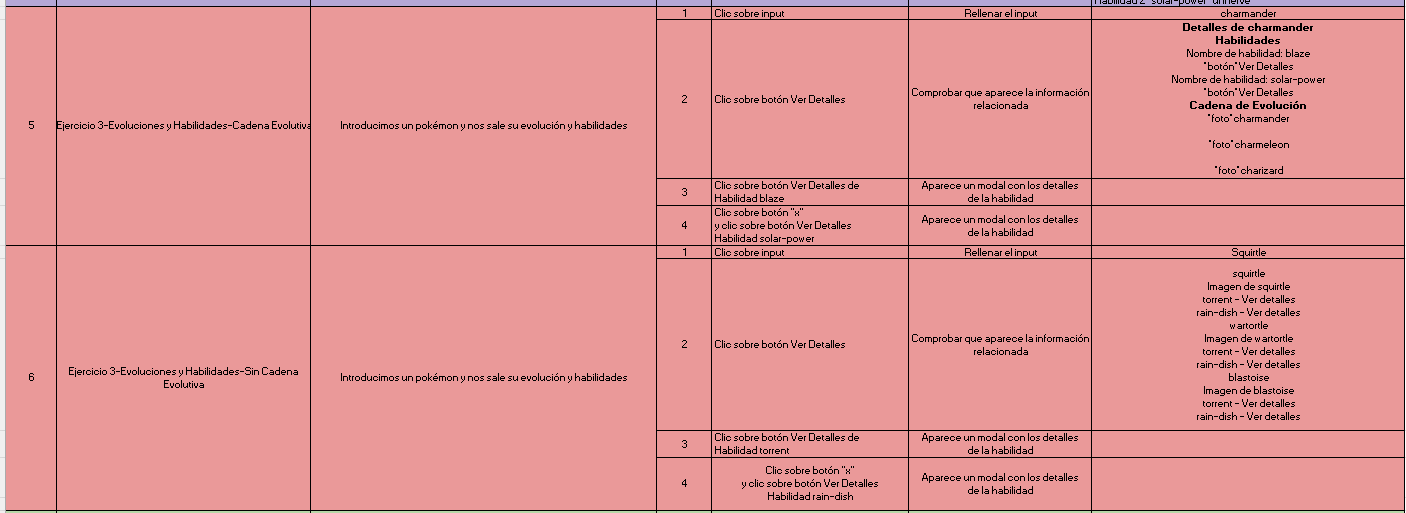 Habilidad 2 "solar-power" unnerve
1 Clic sobre input Rellenar el input charmander
5 Ejercicio 3-Evoluciones y Habilidades-Cadena Evolutiva Introducimos un pokémon y nos sale su evolución y habilidades
2 Clic sobre botón Ver Detalles Comprobar que aparece la información
relacionada
Detalles de charmander
Habilidades
Nombre de habilidad: blaze
"botón"Ver Detalles
Nombre de habilidad: solar-power
"botón"Ver Detalles
Cadena de Evolución
"foto"charmander
"foto"charmeleon
"foto"charizard
3 Clic sobre botón Ver Detalles de
Habilidad blaze
Aparece un modal con los detalles
de la habilidad
4 Clic sobre botón "x"
y clic sobre botón Ver Detalles
Habilidad solar-power
Aparece un modal con los detalles
de la habilidad
1 Clic sobre input Rellenar el input Squirtle
6 Ejercicio 3-Evoluciones y Habilidades-Sin Cadena
Evolutiva
Introducimos un pokémon y nos sale su evolución y habilidades
2 Clic sobre botón Ver Detalles Comprobar que aparece la información
relacionada
squirtle
Imagen de squirtle
torrent - Ver detalles
rain-dish - Ver detalles
wartortle
Imagen de wartortle
torrent - Ver detalles
rain-dish - Ver detalles
blastoise
Imagen de blastoise
torrent - Ver detalles
rain-dish - Ver detalles
3 Clic sobre botón Ver Detalles de
Habilidad torrent
Aparece un modal con los detalles
de la habilidad
4 Clic sobre botón "x"
y clic sobre botón Ver Detalles
Habilidad rain-dish
Aparece un modal con los detalles
de la habilidad